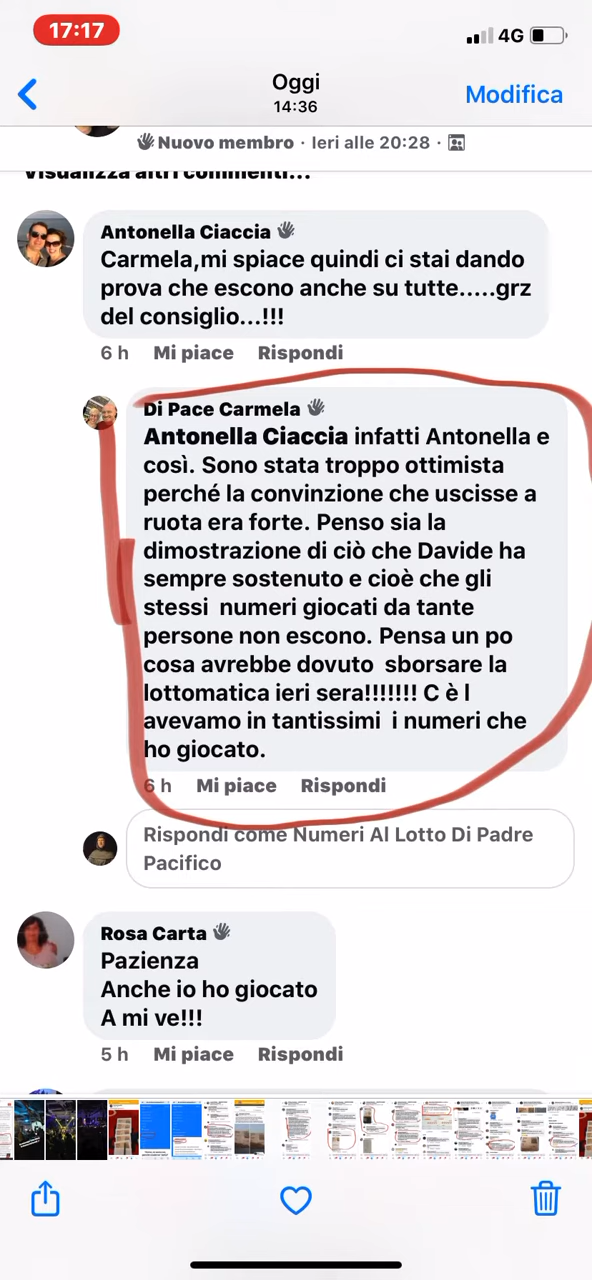 17:17
4G
Oggi
14:36
Modifica
Nuovo membro · Ieri alle 20:28 ·
Visualizza altri commenti...
Antonella Ciaccia
Carmela,mi spiace quindi ci stai dando
prova che escono anche su tutte.....grz
del consiglio...!!!
6 h Mi piace Rispondi
Di Pace Carmela
Antonella Ciaccia infatti Antonella e
così. Sono stata troppo ottimista
perché la convinzione che uscisse a
ruota era forte. Penso sia la
dimostrazione di ciò che Davide ha
sempre sostenuto e cioè che gli
stessi numeri giocati da tante
persone non escono. Pensa un po
cosa avrebbe dovuto sborsare la
lottomatica ieri sera!!!!!!! C è l
avevamo in tantissimi i numeri che
ho giocato.
6 h Mi piace Rispondi
Rispondi come Numeri Al Lotto Di Padre
Pacifico
Rosa Carta
Pazienza
Anche io ho giocato
A mi ve!!!
5 h Mi piace Rispondi